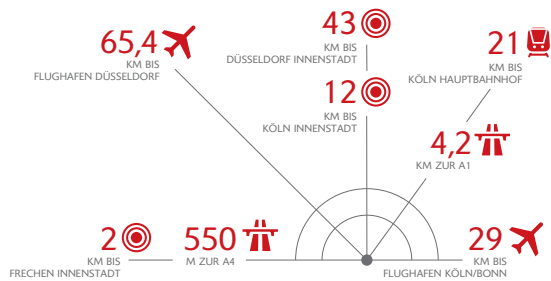 65,4
KM BIS
FLUGHAFEN DÜSSELDORF
43
KM BIS
DÜSSELDORF INNENSTADT
12
KM BIS
KÖLN INNENSTADT
21
KM BIS
KÖLN HAUPTBAHNHOF
4,2
KM ZUR A1
2
KM BIS
FRECHEN INNENSTADT
550
M ZUR A4
29
KM BIS
FLUGHAFEN KÖLN/BONN